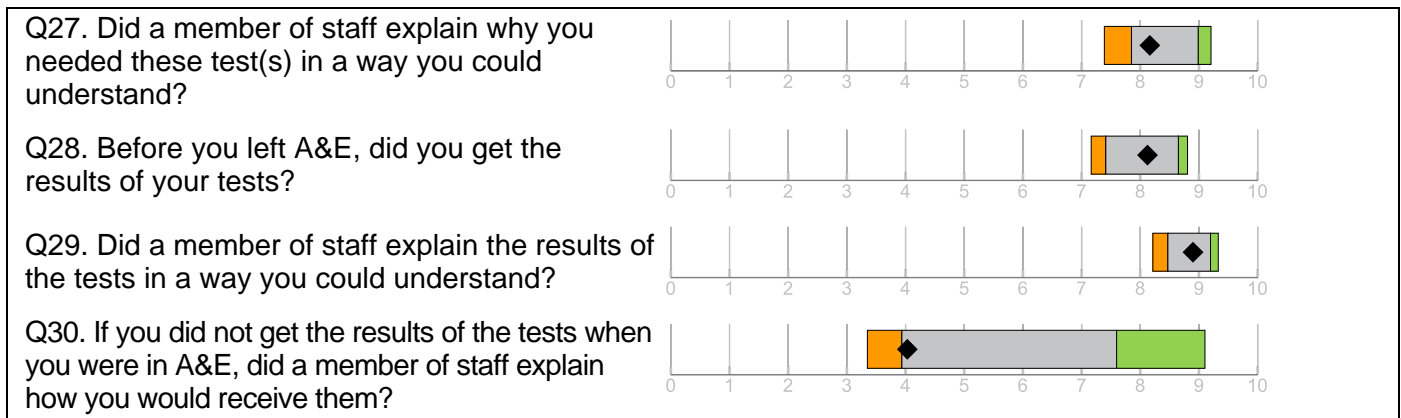 Q27. Did a member of staff explain why you
needed these test(s) in a way you could
understand?
0 1 2 3 4 5 6 7 8 9 10
Q28. Before you left A&E, did you get the
results of your tests?
0 1 2 3 4 5 6 7 8 9 10
Q29. Did a member of staff explain the results of
the tests in a way you could understand?
0 1 2 3 4 5 6 7 8 9 10
Q30. If you did not get the results of the tests when
you were in A&E, did a member of staff explain
how you would receive them?
0 1 2 3 4 5 6 7 8 9 10